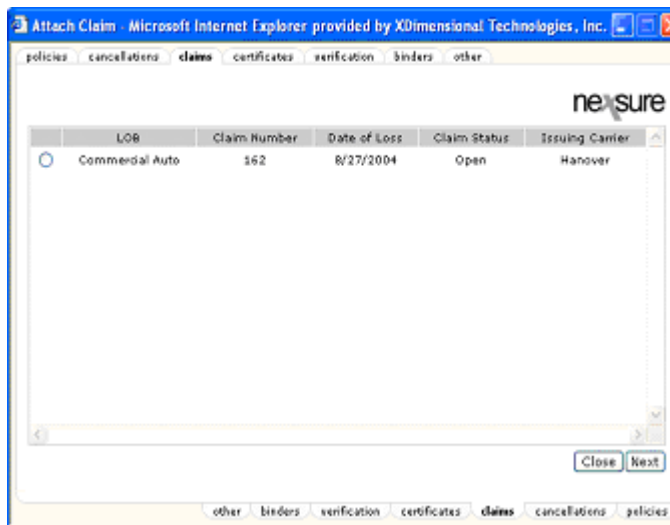 Attach Claim - Microsoft Internet Explorer provided by XDimensional Technologies, Inc.
policies cancellations claims certificates verification binders other
nexsure
LOB Claim Number Date of Loss Claim Status Issuing Carrier
Commercial Auto 162 8/27/2004 Open Hanover
Close Next
other binders verification certificates claims cancellations policies